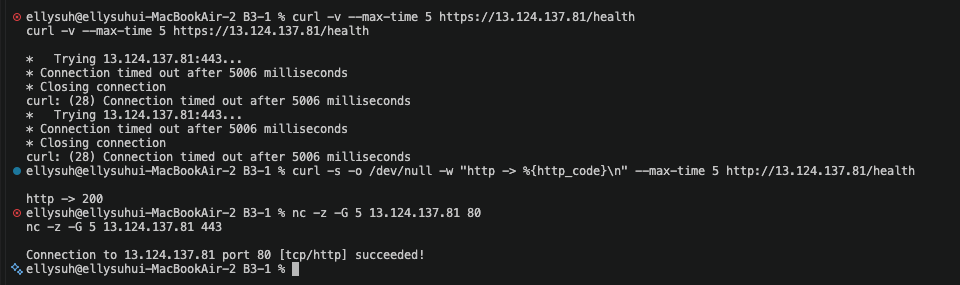 ellysuh@ellysuhui-MacBookAir-2 B3-1 % curl -v --max-time 5 https://13.124.137.81/health
curl -v --max-time 5 https://13.124.137.81/health
*   Trying 13.124.137.81:443...
* Connection timed out after 5006 milliseconds
* Closing connection
curl: (28) Connection timed out after 5006 milliseconds
*   Trying 13.124.137.81:443...
* Connection timed out after 5006 milliseconds
* Closing connection
curl: (28) Connection timed out after 5006 milliseconds
ellysuh@ellysuhui-MacBookAir-2 B3-1 % curl -s -o /dev/null -w "http -> %{http_code}\n" --max-time 5 http://13.124.137.81/health
http -> 200
ellysuh@ellysuhui-MacBookAir-2 B3-1 % nc -z -G 5 13.124.137.81 80
nc -z -G 5 13.124.137.81 443
Connection to 13.124.137.81 port 80 [tcp/http] succeeded!
ellysuh@ellysuhui-MacBookAir-2 B3-1 %